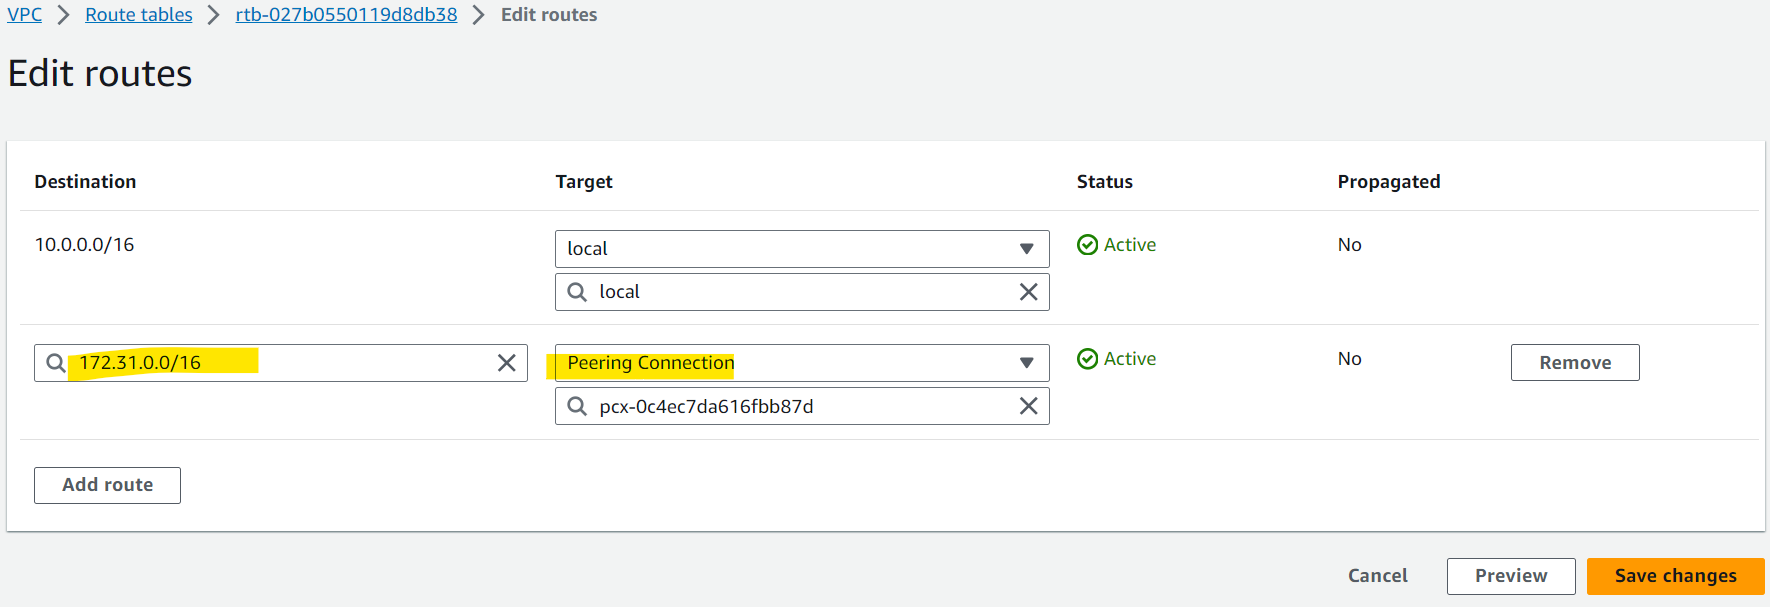 VPC > Route tables > rtb-027b0550119d8db38 > Edit routes
Edit routes
Destination Target Status Propagated
10.0.0.0/16 local Active No
local
172.31.0.0/16 Peering Connection Active No Remove
pcx-0c4ec7da616fbb87d
Add route
Cancel Preview Save changes